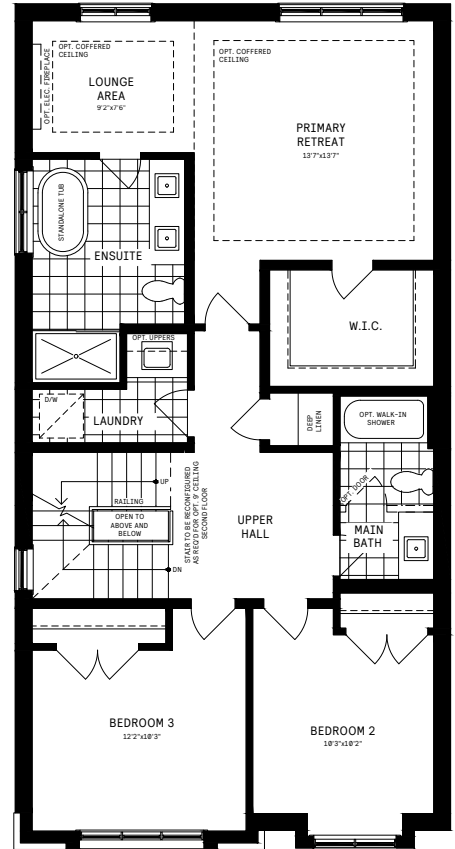 OPT. COFFERED
CEILING
OPT. ELEC. FIREPLACE
LOUNGE
AREA
9'2"x7'6"
OPT. COFFERED
CEILING
PRIMARY
RETREAT
13'7"x13'7"
STANDALONE TUB
ENSUITE
W.I.C.
OPT. UPPERS
D/W
LAUNDRY
DEEP
LINEN
OPT. WALK-IN
SHOWER
UP
RAILING
OPEN TO
ABOVE AND
BELOW
DN
STAIR TO BE RECONFIGURED
AS REQ'D FOR OPT. 9' CEILING
SECOND FLOOR
UPPER
HALL
OPT. DOOR
MAIN
BATH
BEDROOM 3
12'2"x10'3"
BEDROOM 2
10'3"x10'2"